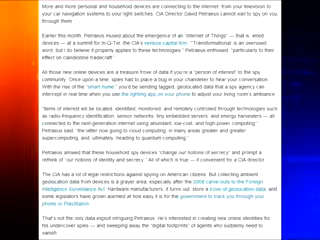 More and more personal and household devices are connecting to the internet, from your television to
your car navigation systems to your light switches. CIA Director David Petraeus cannot wait to spy on you
through them.
Earlier this month, Petraeus mused about the emergence of an "Internet of Things" — that is, wired
devices — at a summit for In-Q-Tel, the CIA's venture capital firm. "'Transformational' is an overused
word, but I do believe it properly applies to these technologies," Petraeus enthused, "particularly to their
effect on clandestine tradecraft."
All those new online devices are a treasure trove of data if you're a "person of interest" to the spy
community. Once upon a time, spies had to place a bug in your chandelier to hear your conversation.
With the rise of the "smart home," you'd be sending tagged, geolocated data that a spy agency can
intercept in real time when you use the lighting app on your phone to adjust your living room's ambiance.
"Items of interest will be located, identified, monitored, and remotely controlled through technologies such
as radio-frequency identification, sensor networks, tiny embedded servers, and energy harvesters — all
connected to the next-generation internet using abundant, low-cost, and high-power computing,"
Petraeus said, "the latter now going to cloud computing, in many areas greater and greater
supercomputing, and, ultimately, heading to quantum computing."
Petraeus allowed that these household spy devices "change our notions of secrecy" and prompt a
rethink of "our notions of identity and secrecy." All of which is true — if convenient for a CIA director.
The CIA has a lot of legal restrictions against spying on American citizens. But collecting ambient
geolocation data from devices is a grayer area, especially after the 2008 carve-outs to the Foreign
Intelligence Surveillance Act. Hardware manufacturers, it turns out, store a trove of geolocation data; and
some legislators have grown alarmed at how easy it is for the government to track you through your
phone or PlayStation.
That's not the only data exploit intriguing Petraeus. He's interested in creating new online identities for
his undercover spies — and sweeping away the "digital footprints" of agents who suddenly need to
vanish.